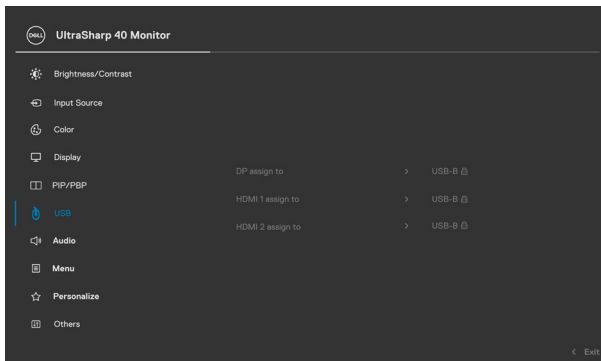 DELL UltraSharp 40 Monitor
Brightness/Contrast
Input Source
Color
Display
DP assign to > USB-B
PIP/PBP
HDMI 1 assign to > USB-B
USB
HDMI 2 assign to > USB-B
Audio
Menu
Personalize
Others
< Exit